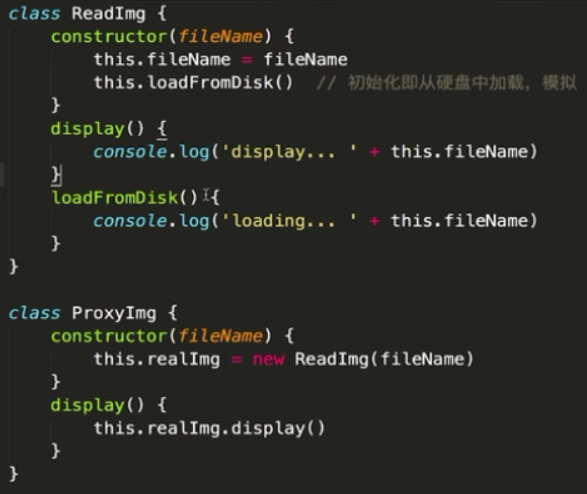 class ReadImg {
    constructor(fileName) {
        this.fileName = fileName
        this.loadFromDisk()  // 初始化即从硬盘中加载，模拟
    }
    display() {
        console.log('display... ' + this.fileName)
    }
    loadFromDisk() {
        console.log('loading... ' + this.fileName)
    }
}

class ProxyImg {
    constructor(fileName) {
        this.realImg = new ReadImg(fileName)
    }
    display() {
        this.realImg.display()
    }
}